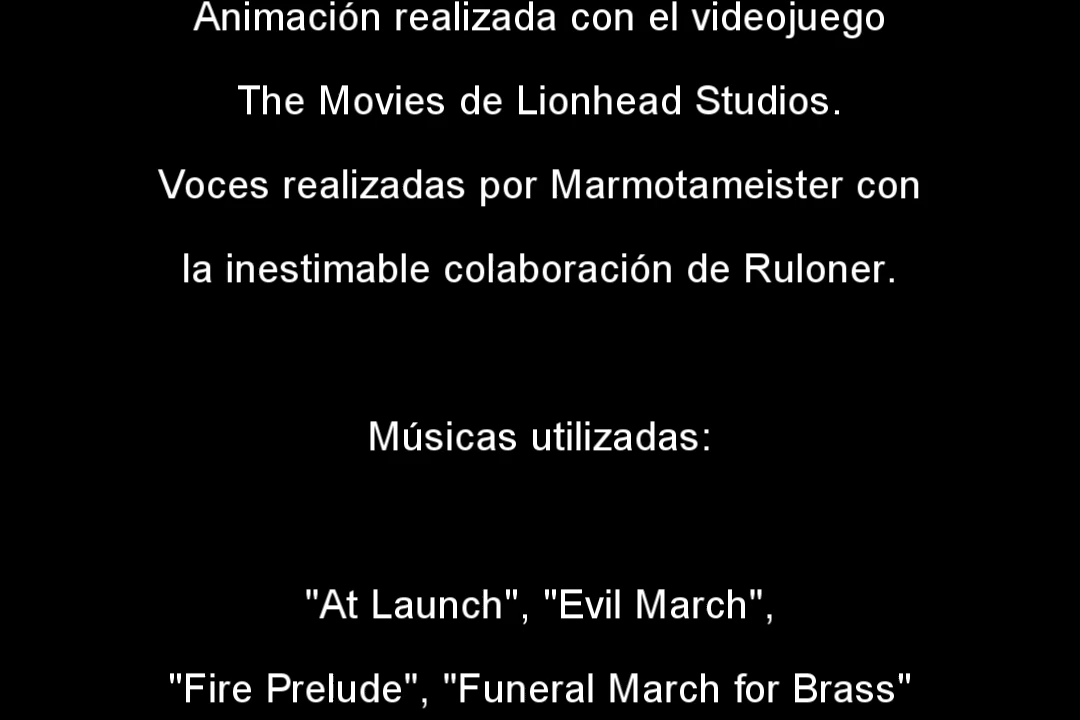 Animación realizada con el videojuego
The Movies de Lionhead Studios.
Voces realizadas por Marmotameister con
la inestimable colaboración de Ruloner.
Músicas utilizadas:
"At Launch", "Evil March",
"Fire Prelude", "Funeral March for Brass"